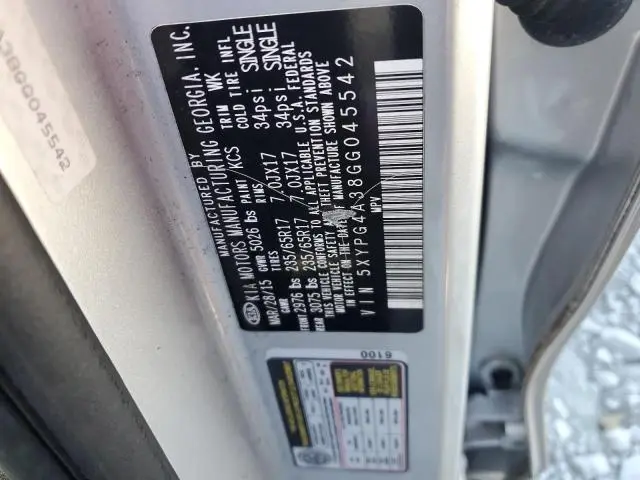 MANUFACTURED BY
KIA KIA MOTORS MANUFACTURING GEORGIA, INC.
MAR/28/15 GVWR 5026 lbs PAINT KCS TRIM WK
GAWR TIRES RIMS COLD TIRE INFL
FRONT 2976 lbs 235/65R17 7.0JX17 34psi SINGLE
REAR 3075 lbs 235/65R17 7.0JX17 34psi SINGLE
THIS VEHICLE CONFORMS TO ALL APPLICABLE U.S.A. FEDERAL
MOTOR VEHICLE SAFETY AND THEFT PREVENTION STANDARDS
IN EFFECT ON THE DATE OF MANUFACTURE SHOWN ABOVE
VIN 5XYPG4A38GG045542
MPV
A38GG045542
6100